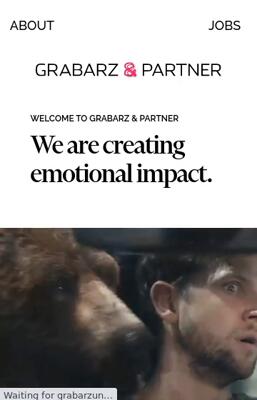 ABOUT JOBS
GRABARZ & PARTNER
WELCOME TO GRABARZ & PARTNER
We are creating
emotional impact.
Waiting for grabarzun...